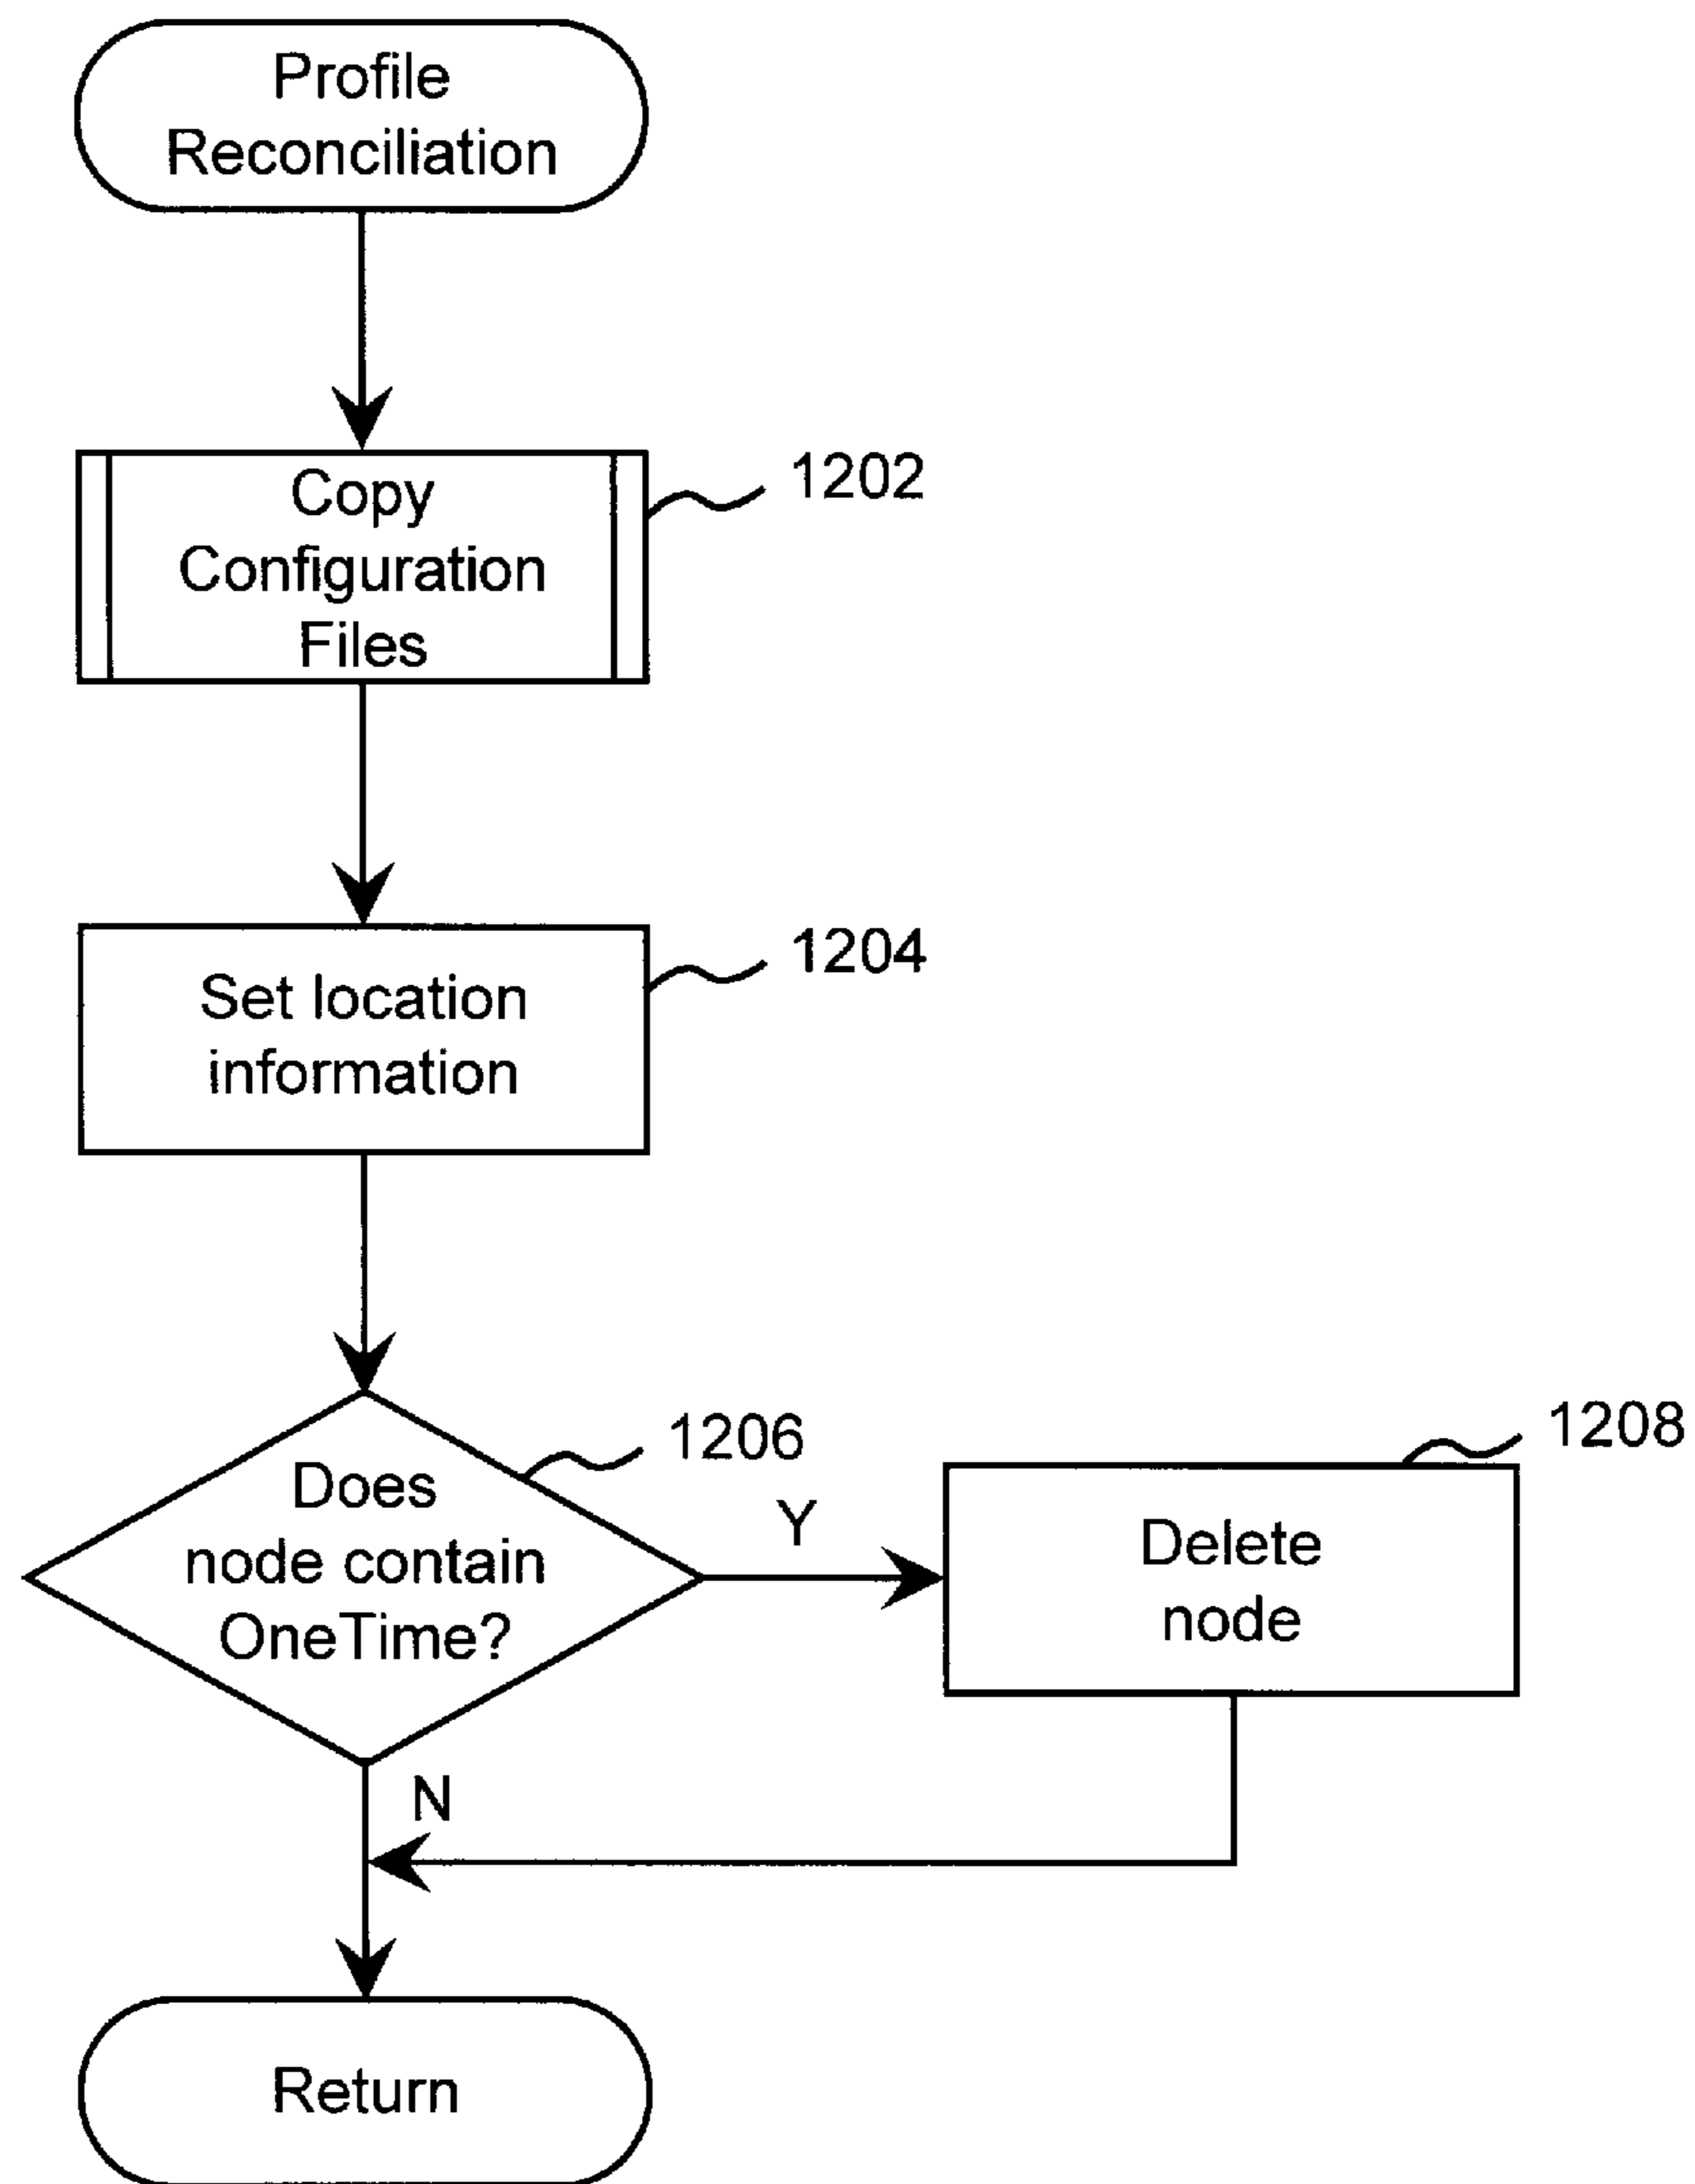 Profile
Reconciliation
Copy
Configuration
Files
1202
Set location
information
1204
Does
node contain
OneTime?
1206
Y
Delete
node
1208
N
Return